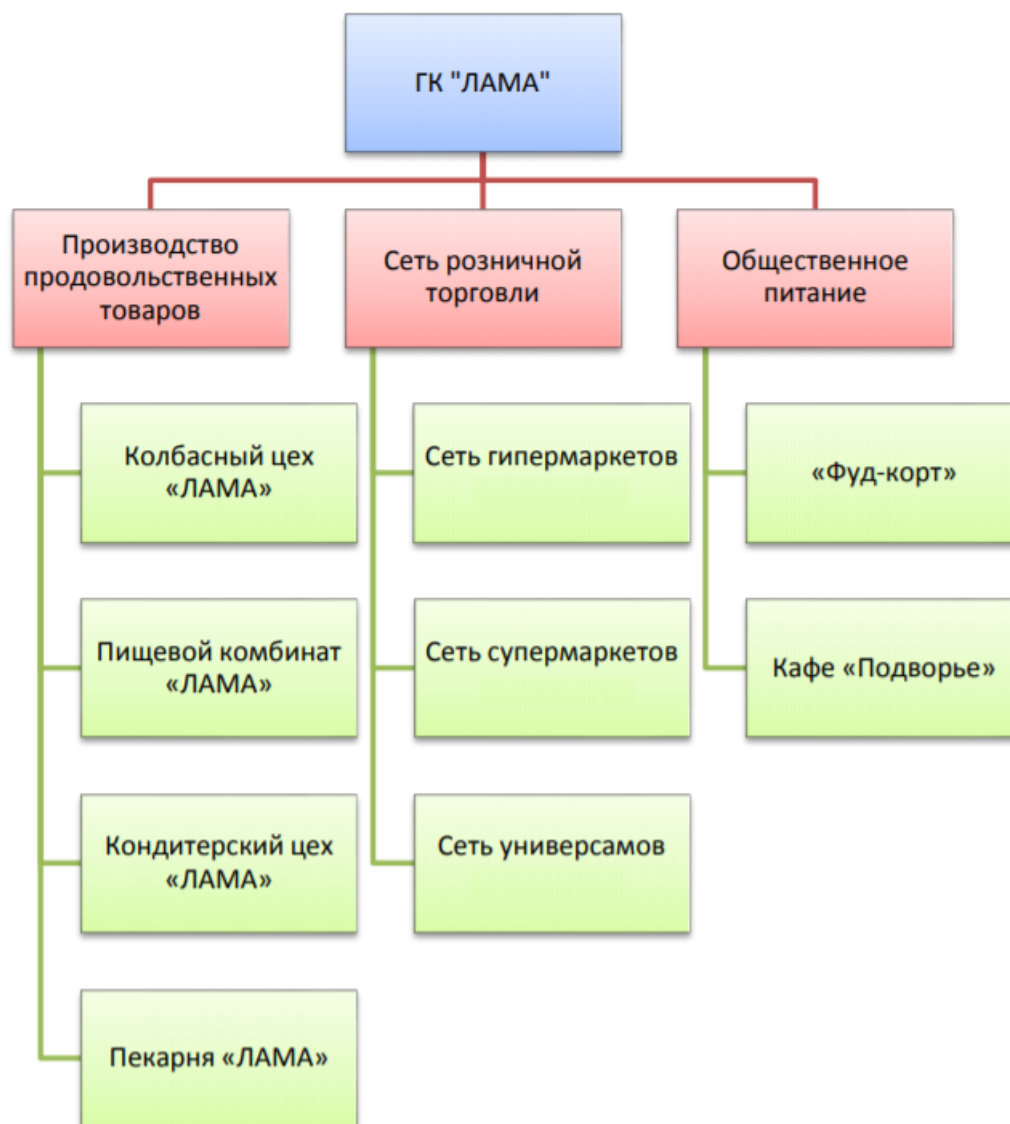 ГК "ЛАМА"
Производство
продовольственных
товаров
Сеть розничной
торговли
Общественное
питание
Колбасный цех
«ЛАМА»
Пищевой комбинат
«ЛАМА»
Кондитерский цех
«ЛАМА»
Пекарня «ЛАМА»
Сеть гипермаркетов
Сеть супермаркетов
Сеть универсамов
«Фуд-корт»
Кафе «Подворье»